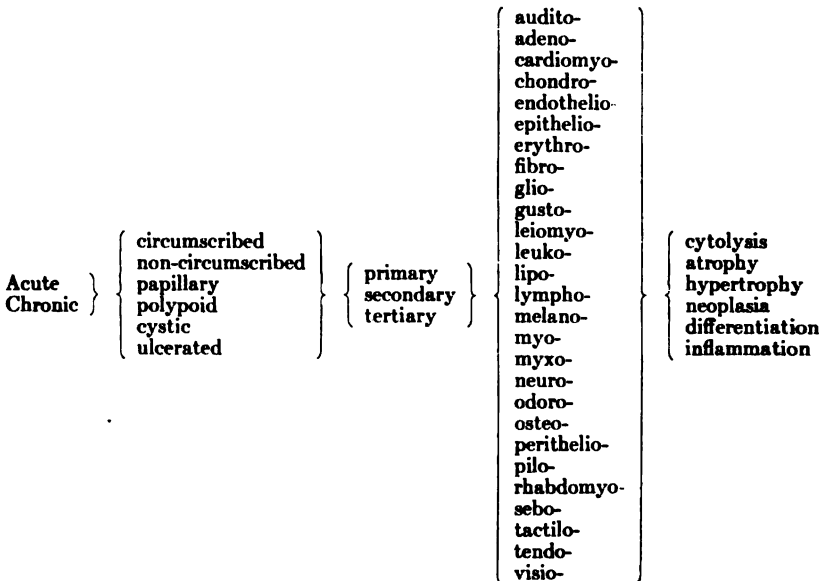 Acute
Chronic
circumscribed
non-circumscribed
papillary
polypoid
cystic
ulcerated
primary
secondary
tertiary
audito-
adeno-
cardiomyo-
chondro-
endothelio-
epithelio-
erythro-
fibro-
glio-
gusto-
leiomyo-
leuko-
lipo-
lympho-
melano-
myo-
myxo-
neuro-
odoro-
osteo-
perithelio-
pilo-
rhabdomyo-
sebo-
tactilo-
tendo-
visio-
cytolysis
atrophy
hypertrophy
neoplasia
differentiation
inflammation